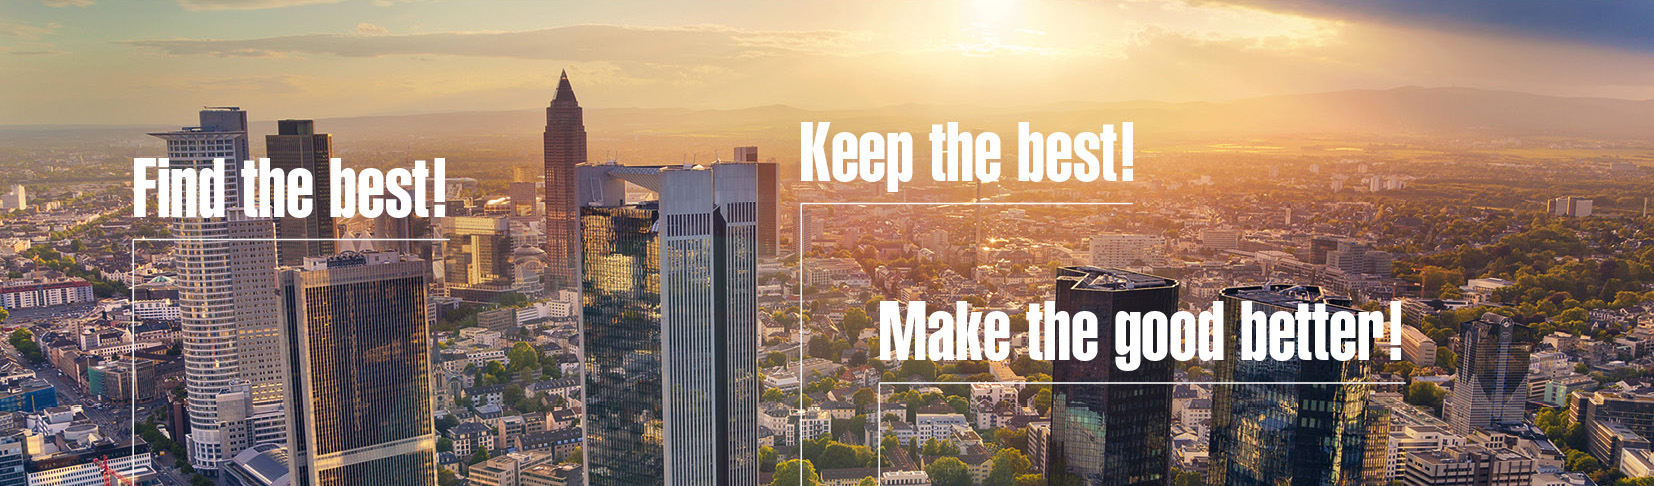 Find the best!
Keep the best!
Make the good better!